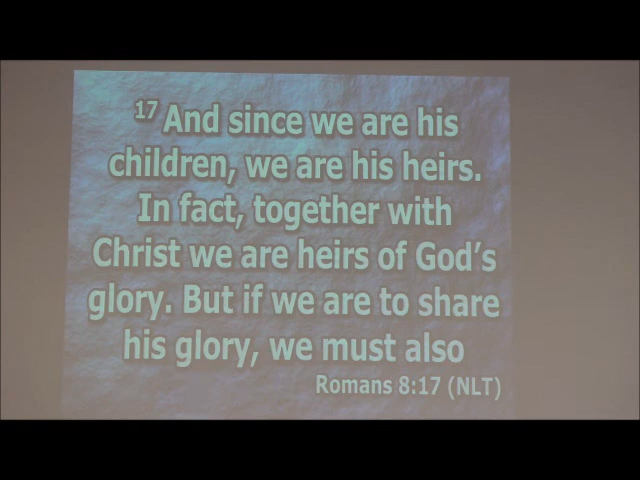 17 And since we are his
children, we are his heirs.
In fact, together with
Christ we are heirs of God's
glory. But if we are to share
his glory, we must also
Romans 8:17 (NLT)